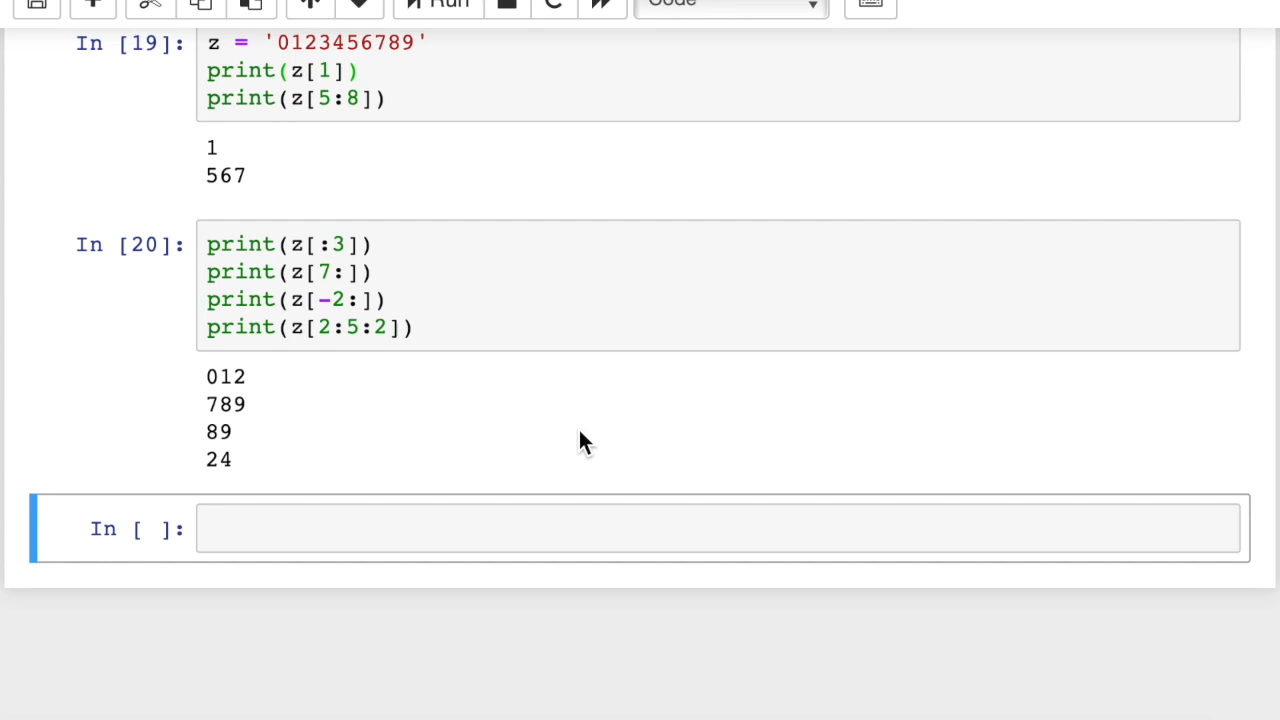 Run
Code
In [19]:
z = '0123456789'
print(z[1])
print(z[5:8])
1
567
In [20]:
print(z[:3])
print(z[7:])
print(z[-2:])
print(z[2:5:2])
012
789
89
24
In [ ]: